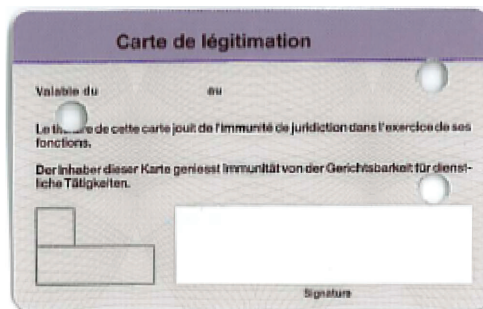 Carte de légitimation
Valable du au
Le de cette carte jouit de l'immunité de juridiction dans l'exercice de ses
fonctions.
Der Inhaber dieser Karte geniesst Immunität von der Gerichtsbarkeit für dienst-
liche Tätigkeiten.
Signature